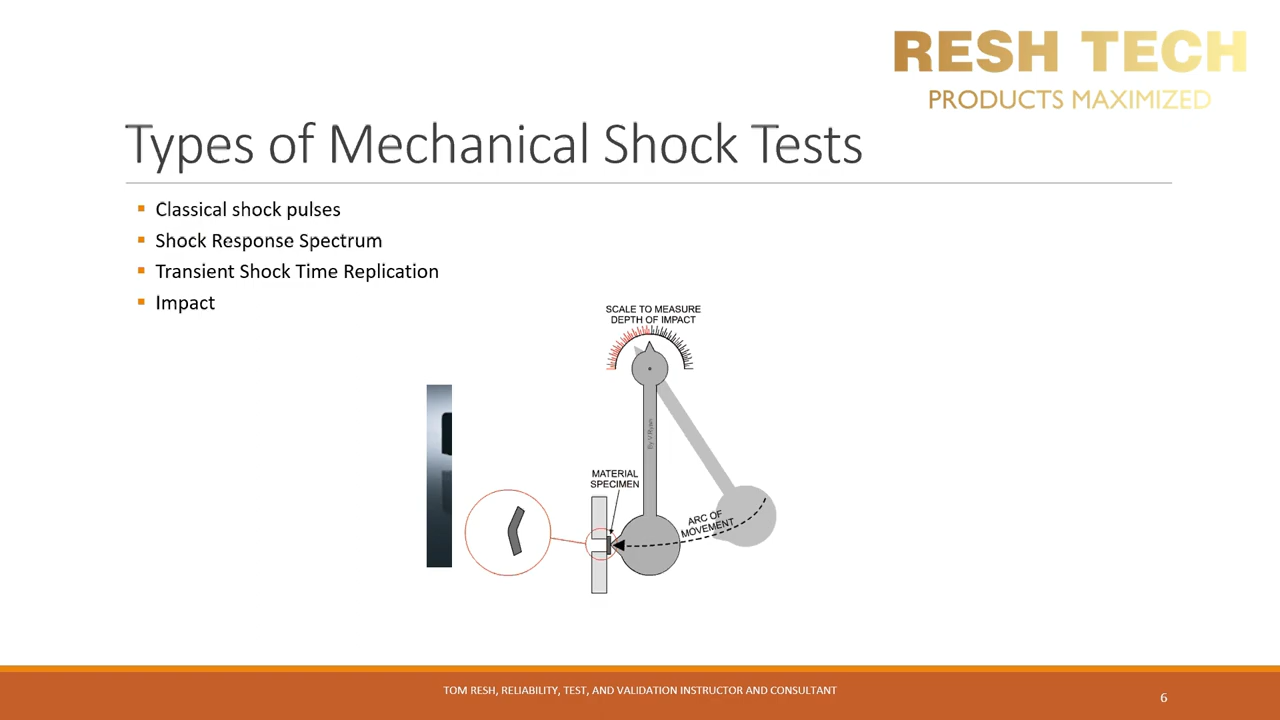 RESH TECH
PRODUCTS MAXIMIZED
Types of Mechanical Shock Tests
Classical shock pulses
Shock Response Spectrum
Transient Shock Time Replication
Impact
SCALE TO MEASURE
DEPTH OF IMPACT
By V.Ryan
MATERIAL
SPECIMEN
ARC OF
MOVEMENT
TOM RESH, RELIABILITY, TEST, AND VALIDATION INSTRUCTOR AND CONSULTANT
6